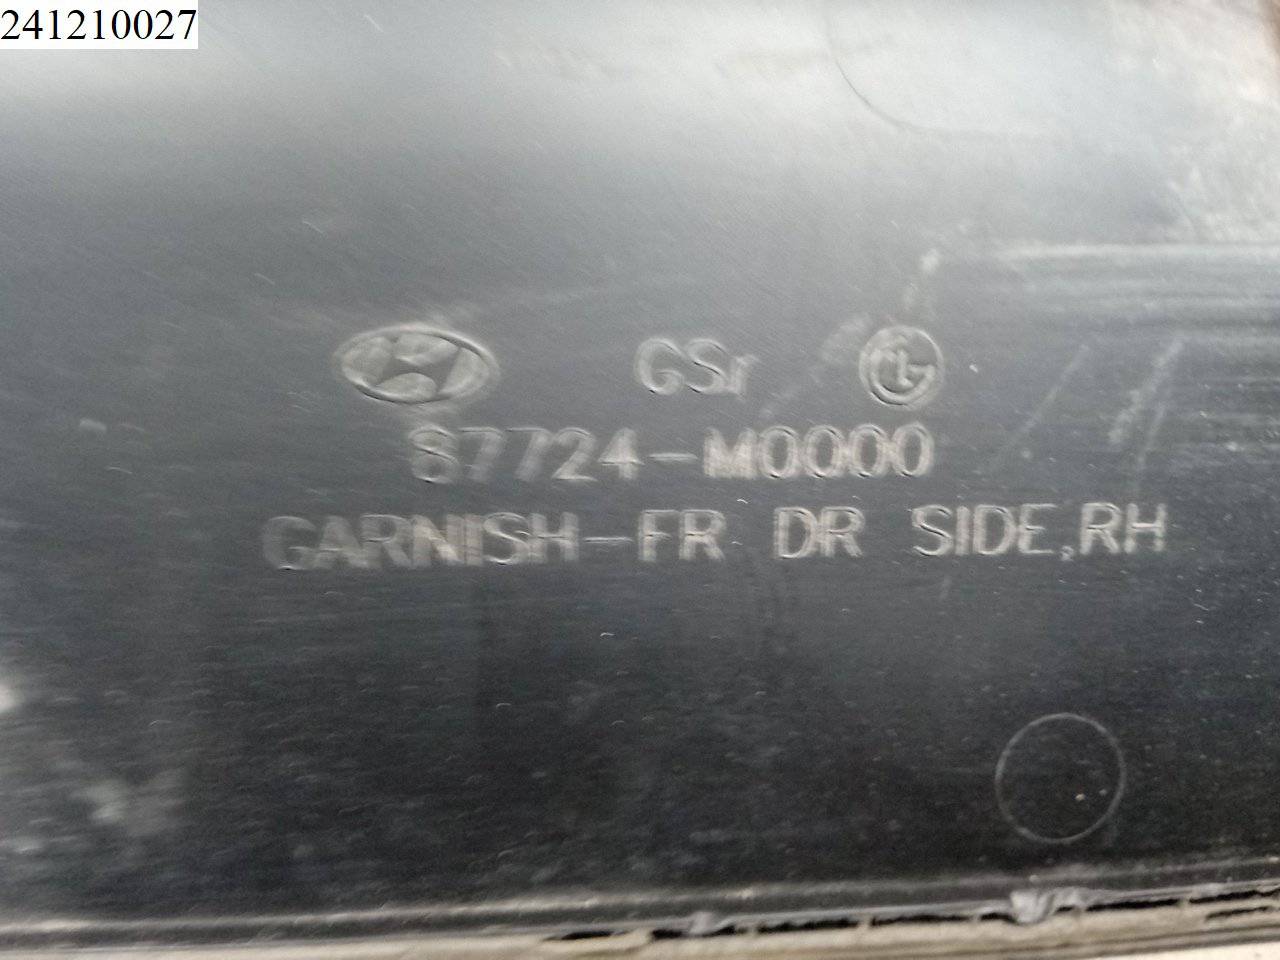 241210027
GSr
87724-M0000
GARNISH-FR DR SIDE,RH